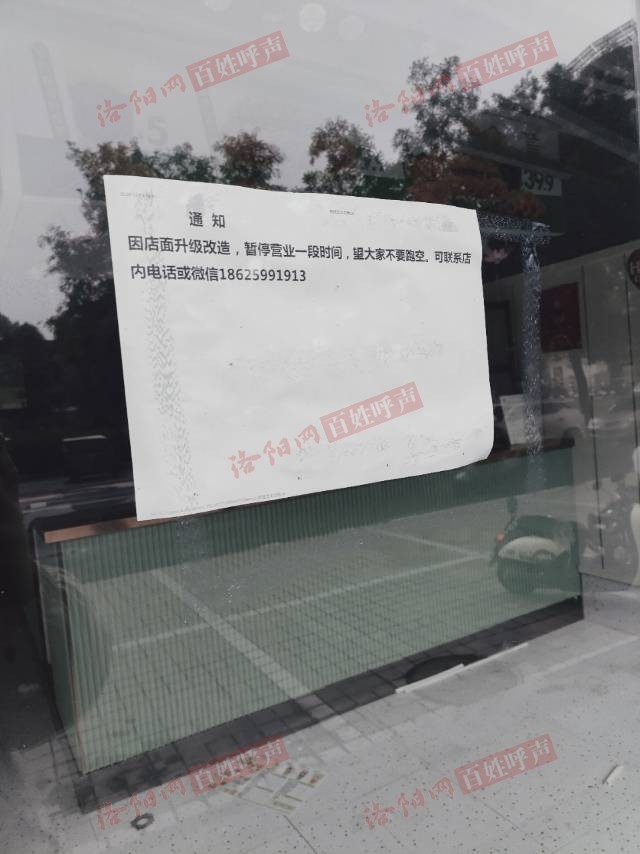 洛阳网 百姓呼声
洛阳网 百姓呼声
39.9
通 知
因店面升级改造，暂停营业一段时间，望大家不要跑空。可联系店
内电话或微信18625991913
洛阳网 百姓呼声
洛阳网 百姓呼声
洛阳网 百姓呼声